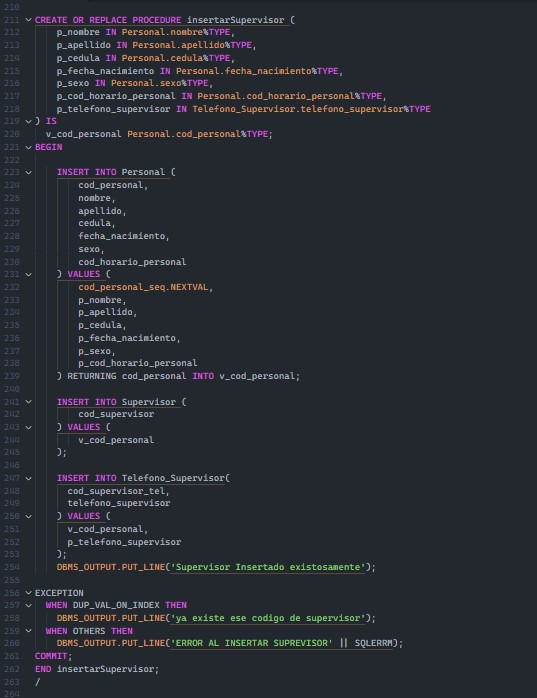 210
211 CREATE OR REPLACE PROCEDURE insertarSupervisor (
212 p_nombre IN Personal.nombre%TYPE,
213 p_apellido IN Personal.apellido%TYPE,
214 p_cedula IN Personal.cedula%TYPE,
215 p_fecha_nacimiento IN Personal.fecha_nacimiento%TYPE,
216 p_sexo IN Personal.sexo%TYPE,
217 p_cod_horario_personal IN Personal.cod_horario_personal%TYPE,
218 p_telefono_supervisor IN Telefono_Supervisor.telefono_supervisor%TYPE
219 ) IS
220 v_cod_personal Personal.cod_personal%TYPE;
221 BEGIN
222
223 INSERT INTO Personal (
224 cod_personal,
225 nombre,
226 apellido,
227 cedula,
228 fecha_nacimiento,
229 sexo,
230 cod_horario_personal
231 ) VALUES (
232 cod_personal_seq.NEXTVAL,
233 p_nombre,
234 p_apellido,
235 p_cedula,
236 p_fecha_nacimiento,
237 p_sexo,
238 p_cod_horario_personal
239 ) RETURNING cod_personal INTO v_cod_personal;
240
241 INSERT INTO Supervisor (
242 cod_supervisor
243 ) VALUES (
244 v_cod_personal
245 );
246
247 INSERT INTO Telefono_Supervisor(
248 cod_supervisor_tel,
249 telefono_supervisor
250 ) VALUES (
251 v_cod_personal,
252 p_telefono_supervisor
253 );
254 DBMS_OUTPUT.PUT_LINE('Supervisor Insertado existosamente');
255
256 EXCEPTION
257 WHEN DUP_VAL_ON_INDEX THEN
258 DBMS_OUTPUT.PUT_LINE('ya existe ese codigo de supervisor');
259 WHEN OTHERS THEN
260 DBMS_OUTPUT.PUT_LINE('ERROR AL INSERTAR SUPREVISOR' || SQLERRM);
261 COMMIT;
262 END insertarSupervisor;
263 /
264